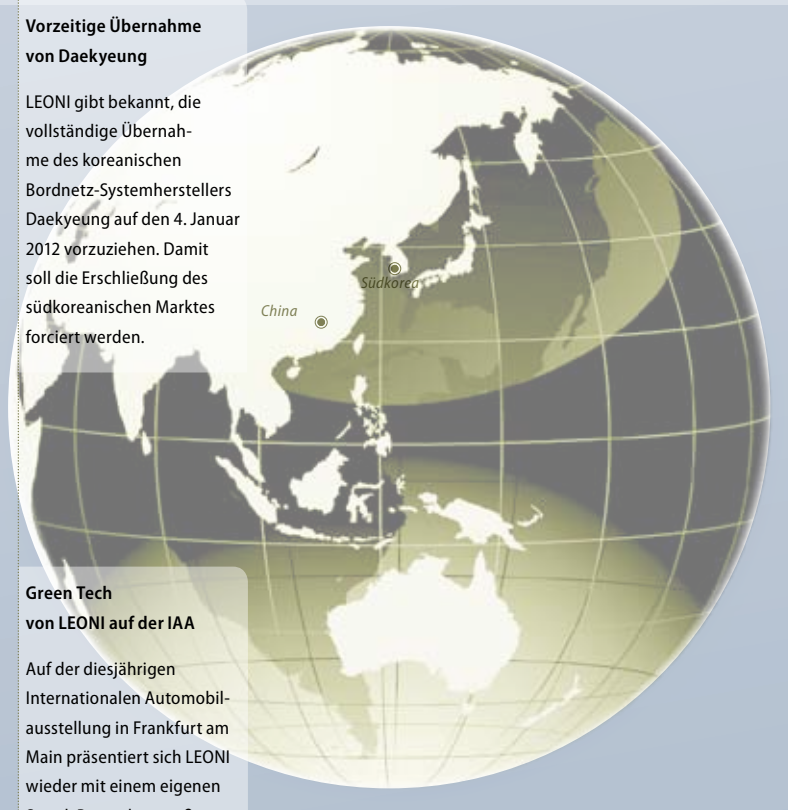 Vorzeitige Übernahme
von Daekyeung
LEONI gibt bekannt, die
vollständige Übernah-
me des koreanischen
Bordnetz-Systemherstellers
Daekyeung auf den 4. Januar
2012 vorzuziehen. Damit
soll die Erschließung des
südkoreanischen Marktes
forciert werden.
Südkorea
China
Green Tech
von LEONI auf der IAA
Auf der diesjährigen
Internationalen Automobil-
ausstellung in Frankfurt am
Main präsentiert sich LEONI
wieder mit einem eigenen